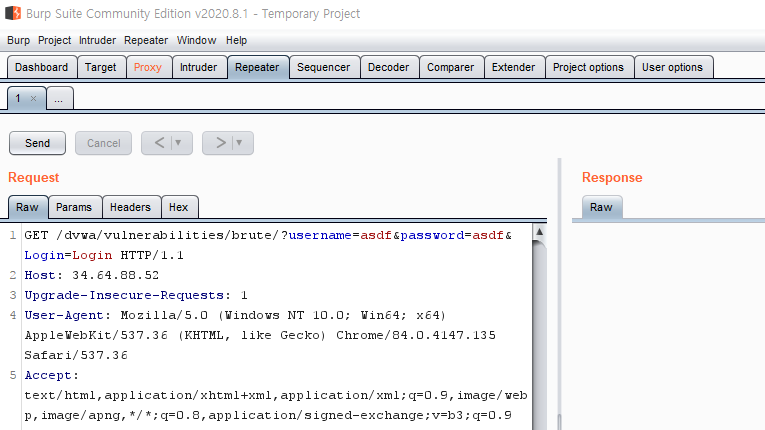 Burp Suite Community Edition v2020.8.1 - Temporary Project
Burp Project Intruder Repeater Window Help
Dashboard Target Proxy Intruder Repeater Sequencer Decoder Comparer Extender Project options User options
1 × ...
Send Cancel < ▼ > ▼
Request Response
Raw Params Headers Hex Raw
1 GET /dvwa/vulnerabilities/brute/?username=asdf&password=asdf&
Login=Login HTTP/1.1
2 Host: 34.64.88.52
3 Upgrade-Insecure-Requests: 1
4 User-Agent: Mozilla/5.0 (Windows NT 10.0; Win64; x64)
AppleWebKit/537.36 (KHTML, like Gecko) Chrome/84.0.4147.135
Safari/537.36
5 Accept:
text/html,application/xhtml+xml,application/xml;q=0.9,image/web
p,image/apng,*/*;q=0.8,application/signed-exchange;v=b3;q=0.9